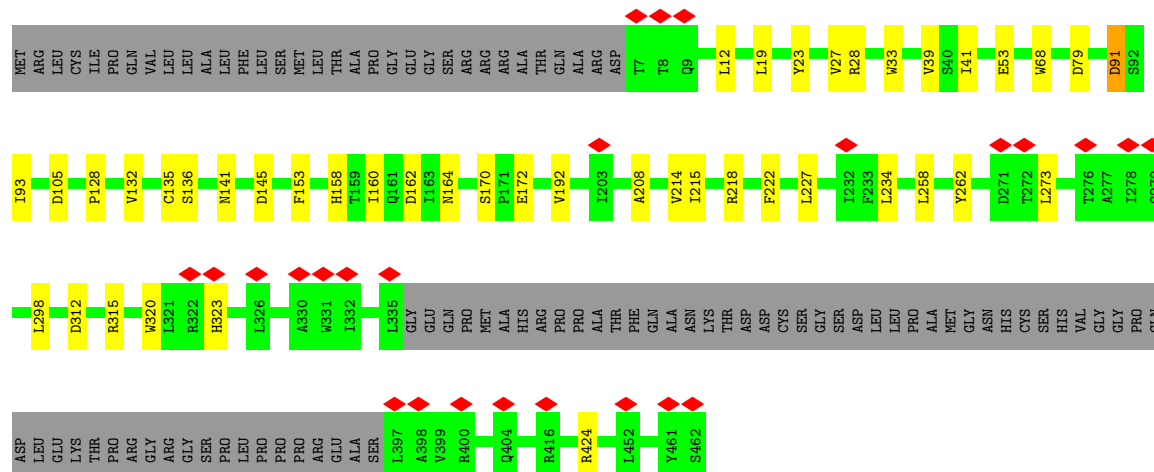 MET ARG LEU CYS ILE PRO GLN VAL LEU LEU ALA LEU PHE LEU SER MET LEU THR ALA PRO GLY GLU GLY SER ARG ARG ARG ALA THR GLN ALA ARG ASP T7 T8 Q9 L12 L19 Y23 V27 R28 W33 V39 S40 I41 E53 W68 D79 D91 S92
I93 D105 P128 V132 C135 S136 N141 D145 F153 H158 T159 I160 Q161 D162 I163 N164 S170 P171 E172 V192 I203 A208 V214 I215 R218 F222 L227 I232 F233 L234 L258 Y262 D271 T272 L273 T276 A277 I278
L298 D312 R315 W320 L321 R322 H323 L326 A330 W331 I332 L335 GLY GLU GLN PRO MET ALA HIS ARG PRO PRO ALA THR PHE GLN ALA ASN LYS THR ASP ASP CYS SER GLY SER ASP LEU LEU PRO ALA MET GLY ASN HIS CYS SER HIS VAL GLY GLY PRO GLN
ASP LEU GLU LYS THR PRO ARG GLY ARG GLY SER PRO LEU PRO PRO PRO ARG GLU ALA SER L397 A398 V399 R400 Q404 R416 R424 L452 Y461 S462